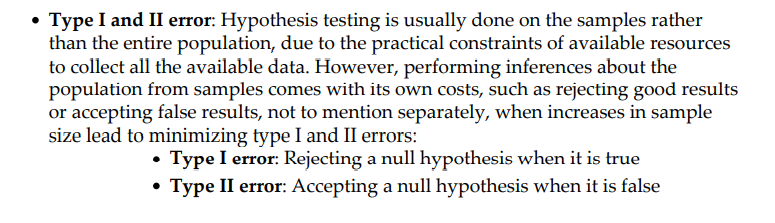 • Type I and II error: Hypothesis testing is usually done on the samples rather
than the entire population, due to the practical constraints of available resources
to collect all the available data. However, performing inferences about the
population from samples comes with its own costs, such as rejecting good results
or accepting false results, not to mention separately, when increases in sample
size lead to minimizing type I and II errors:
• Type I error: Rejecting a null hypothesis when it is true
• Type II error: Accepting a null hypothesis when it is false